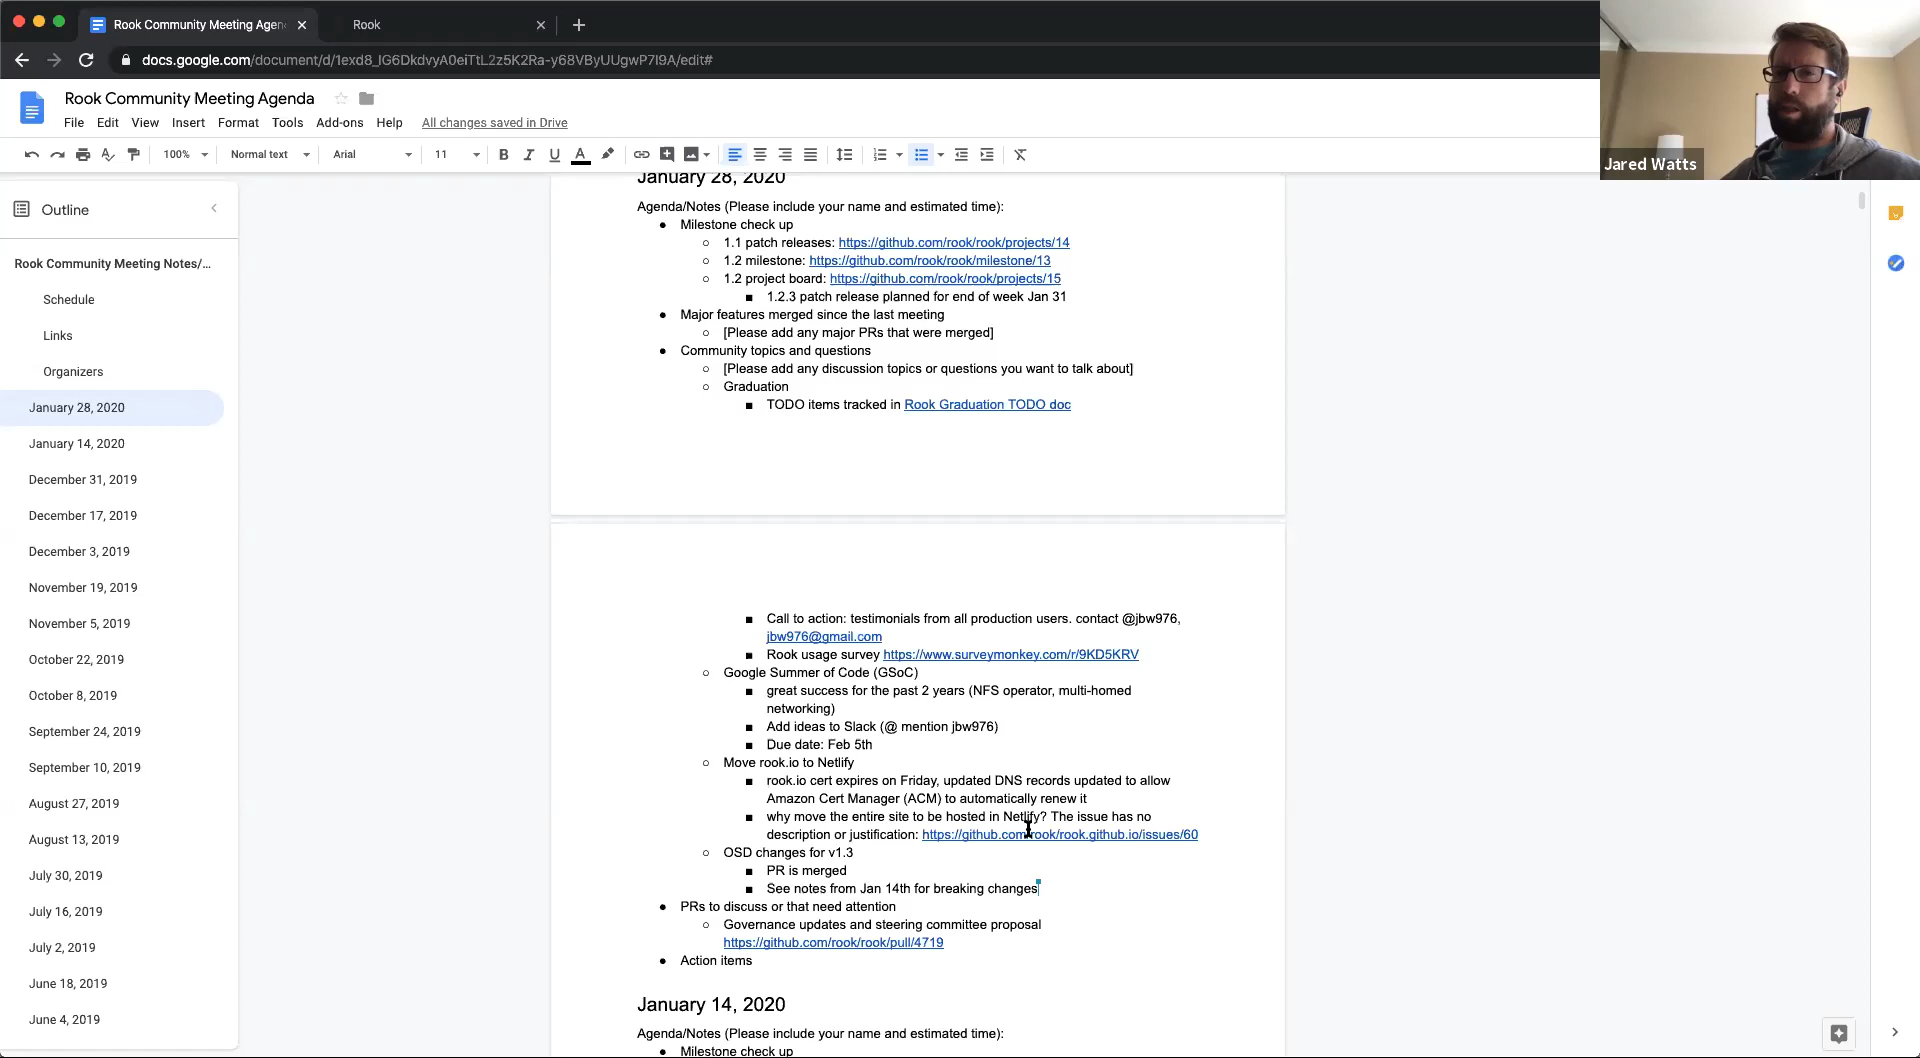 Rook Community Meeting Agen
Rook
docs.google.com/document/d/1exd8_IG6DkdvyA0eiTtL2z5K2Ra-y68VByUUgwP7I9A/edit#
Rook Community Meeting Agenda
File Edit View Insert Format Tools Add-ons Help All changes saved in Drive
100% Normal text Arial 11 B I U A
Jared Watts
Outline
Rook Community Meeting Notes/...
Schedule
Links
Organizers
January 28, 2020
January 14, 2020
December 31, 2019
December 17, 2019
December 3, 2019
November 19, 2019
November 5, 2019
October 22, 2019
October 8, 2019
September 24, 2019
September 10, 2019
August 27, 2019
August 13, 2019
July 30, 2019
July 16, 2019
July 2, 2019
June 18, 2019
June 4, 2019
January 28, 2020
Agenda/Notes (Please include your name and estimated time):
● Milestone check up
○ 1.1 patch releases: https://github.com/rook/rook/projects/14
○ 1.2 milestone: https://github.com/rook/rook/milestone/13
○ 1.2 project board: https://github.com/rook/rook/projects/15
■ 1.2.3 patch release planned for end of week Jan 31
● Major features merged since the last meeting
○ [Please add any major PRs that were merged]
● Community topics and questions
○ [Please add any discussion topics or questions you want to talk about]
○ Graduation
■ TODO items tracked in Rook Graduation TODO doc
■ Call to action: testimonials from all production users. contact @jbw976,
jbw976@gmail.com
■ Rook usage survey https://www.surveymonkey.com/r/9KD5KRV
○ Google Summer of Code (GSoC)
■ great success for the past 2 years (NFS operator, multi-homed
networking)
■ Add ideas to Slack (@ mention jbw976)
■ Due date: Feb 5th
○ Move rook.io to Netlify
■ rook.io cert expires on Friday, updated DNS records updated to allow
Amazon Cert Manager (ACM) to automatically renew it
■ why move the entire site to be hosted in Netlify? The issue has no
description or justification: https://github.com/rook/rook.github.io/issues/60
○ OSD changes for v1.3
■ PR is merged
■ See notes from Jan 14th for breaking changes
● PRs to discuss or that need attention
○ Governance updates and steering committee proposal
https://github.com/rook/rook/pull/4719
● Action items
January 14, 2020
Agenda/Notes (Please include your name and estimated time):
● Milestone check up